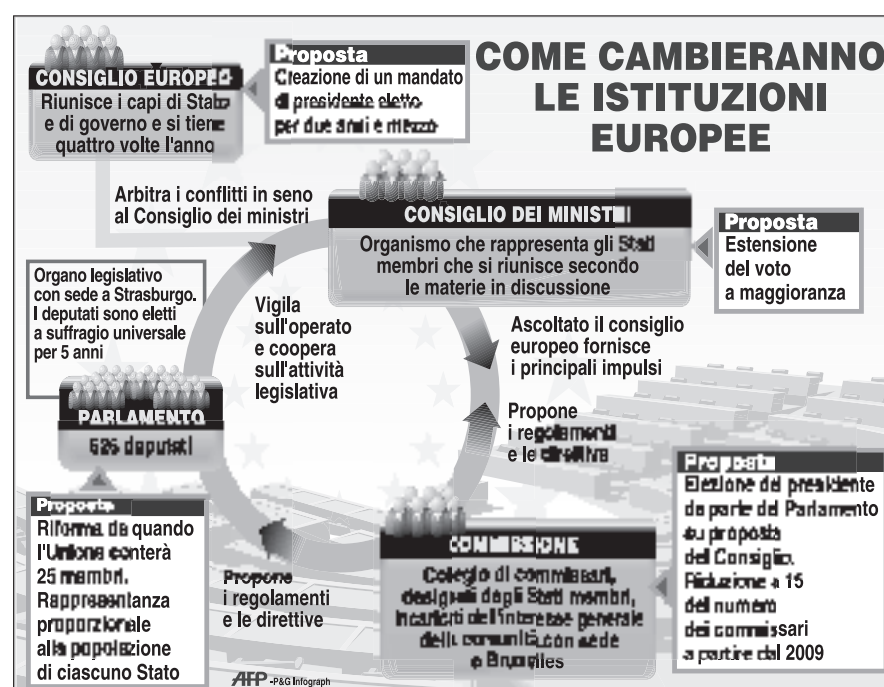 COME CAMBIERANNO
LE ISTITUZIONI
EUROPEE
CONSIGLIO EUROPEO
Riunisce i capi di Stato
e di governo e si tiene
quattro volte l'anno
Proposta
Creazione di un mandato
di presidente eletto
per due anni e mezzo
Arbitra i conflitti in seno
al Consiglio dei ministri
CONSIGLIO DEI MINISTRI
Organismo che rappresenta gli Stati
membri che si riunisce secondo
le materie in discussione
Proposta
Estensione
del voto
a maggioranza
Organo legislativo
con sede a Strasburgo.
I deputati sono eletti
a suffragio universale
per 5 anni
Vigila
sull'operato
e coopera
sull'attività
legislativa
Ascoltato il consiglio
europeo fornisce
i principali impulsi
Propone
i regolamenti
e le direttive
PARLAMENTO
626 deputati
Proposta
Riforma da quando
l'Unione conterà
25 membri.
Rappresentanza
proporzionale
alla popolazione
di ciascuno Stato
Propone
i regolamenti
e le direttive
COMMISSIONE
Collegio di commissari,
designati degli Stati membri,
incaricati dell'interesse generale
della comunità, con sede
a Bruxelles
Proposta
Elezione del presidente
da parte del Parlamento
su proposta
del Consiglio.
Riduzione a 15
del numero
dei commissari
a partire dal 2009
AFP -P&G Infograph